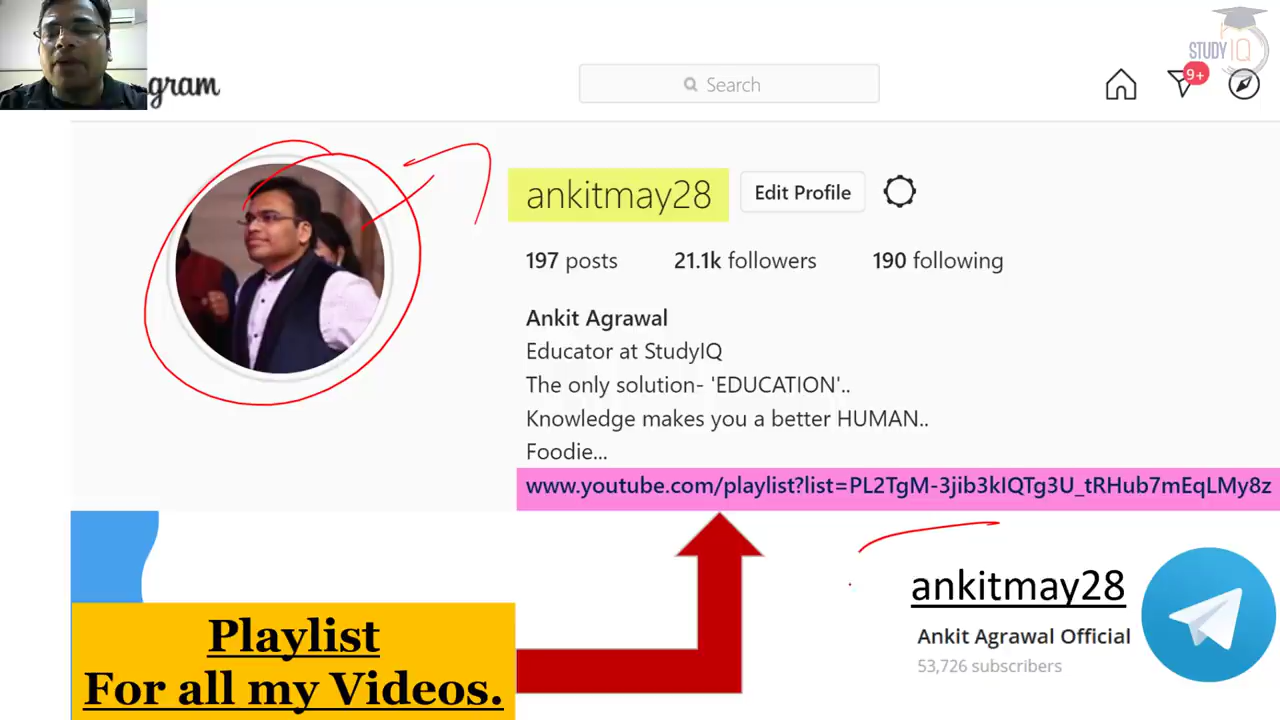 STUDY IQ
gram
Search
9+
ankitmay28
Edit Profile
197 posts 21.1k followers 190 following
Ankit Agrawal
Educator at StudyIQ
The only solution- 'EDUCATION'..
Knowledge makes you a better HUMAN..
Foodie...
www.youtube.com/playlist?list=PL2TgM-3jib3kIQTg3U_tRHub7mEqLMy8z
ankitmay28
Ankit Agrawal Official
53,726 subscribers
Playlist
For all my Videos.